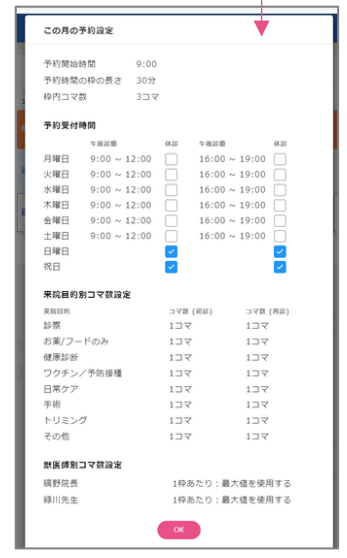 この月の予約設定
予約開始時間 9:00
予約時間の枠の長さ 30分
枠内コマ数 3コマ
予約受付時間
午前診療 休診 午後診療 休診
月曜日 9:00 ~ 12:00 16:00 ~ 19:00
火曜日 9:00 ~ 12:00 16:00 ~ 19:00
水曜日 9:00 ~ 12:00 16:00 ~ 19:00
木曜日 9:00 ~ 12:00 16:00 ~ 19:00
金曜日 9:00 ~ 12:00 16:00 ~ 19:00
土曜日 9:00 ~ 12:00 16:00 ~ 19:00
日曜日
祝日
来院目的別コマ数設定
来院目的 コマ数 (初診) コマ数 (再診)
診察 1コマ 1コマ
お薬/フードのみ 1コマ 1コマ
健康診断 1コマ 1コマ
ワクチン/予防接種 1コマ 1コマ
日常ケア 1コマ 1コマ
手術 1コマ 1コマ
トリミング 1コマ 1コマ
その他 1コマ 1コマ
獣医師別コマ数設定
鏑野院長 1枠あたり:最大値を使用する
緑川先生 1枠あたり:最大値を使用する
OK